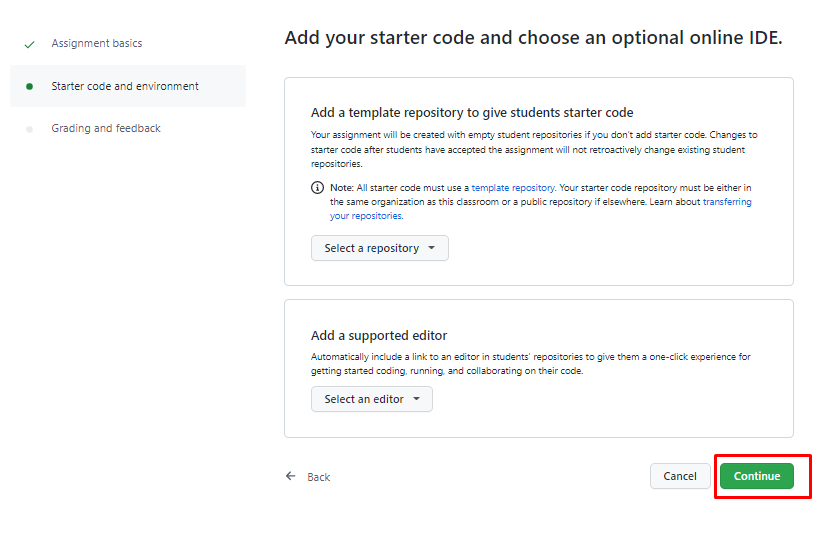 Assignment basics
Starter code and environment
Grading and feedback
Add your starter code and choose an optional online IDE.
Add a template repository to give students starter code
Your assignment will be created with empty student repositories if you don't add starter code. Changes to
starter code after students have accepted the assignment will not retroactively change existing student
repositories.
Note: All starter code must use a template repository. Your starter code repository must be either in
the same organization as this classroom or a public repository if elsewhere. Learn about transferring
your repositories.
Select a repository
Add a supported editor
Automatically include a link to an editor in students' repositories to give them a one-click experience for
getting started coding, running, and collaborating on their code.
Select an editor
Back
Cancel
Continue